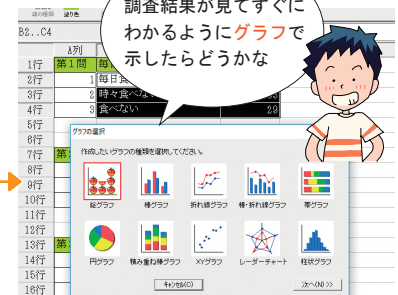 調査結果が見てすぐに
わかるようにグラフで
示したらどうかな
線の種類 塗り色
B2..C4
A列
1行 第1問
2行 1 毎日食
3行 2 時々食べない
4行 3 食べない 29
5行
6行
7行
8行
9行
10行
11行
12行
13行
14行
15行
16行
グラフの選択
作成したいグラフの種類を選択してください。
絵グラフ 棒グラフ 折れ線グラフ 棒・折れ線グラフ 帯グラフ
円グラフ 積み重ね棒グラフ XYグラフ レーダーチャート 柱状グラフ
キャンセル(C) 次へ(N) >>